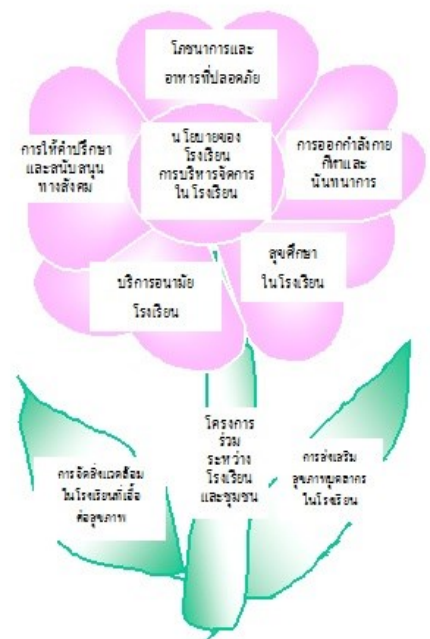 โภชนาการและ
อาหารที่ปลอดภัย
การให้คำปรึกษา
และสนับสนุน
ทางสังคม
นโยบายของ
โรงเรียน
การบริหารจัดการ
ในโรงเรียน
การออกกำลังกาย
กีฬาและ
นันทนาการ
สุขศึกษา
ในโรงเรียน
บริการอนามัย
โรงเรียน
โครงการ
ร่วม
ระหว่าง
โรงเรียน
และชุมชน
การจัดสิ่งแวดล้อม
ในโรงเรียนที่เอื้อ
ต่อสุขภาพ
การส่งเสริม
สุขภาพบุคลากร
ในโรงเรียน